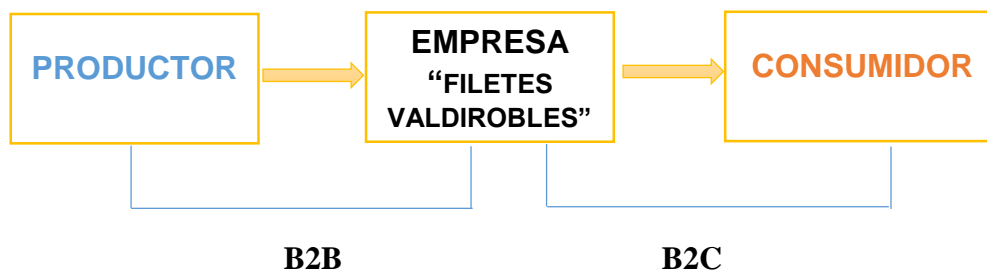 PRODUCTOR
EMPRESA
“FILETES
VALDIROBLES”
CONSUMIDOR
B2B
B2C